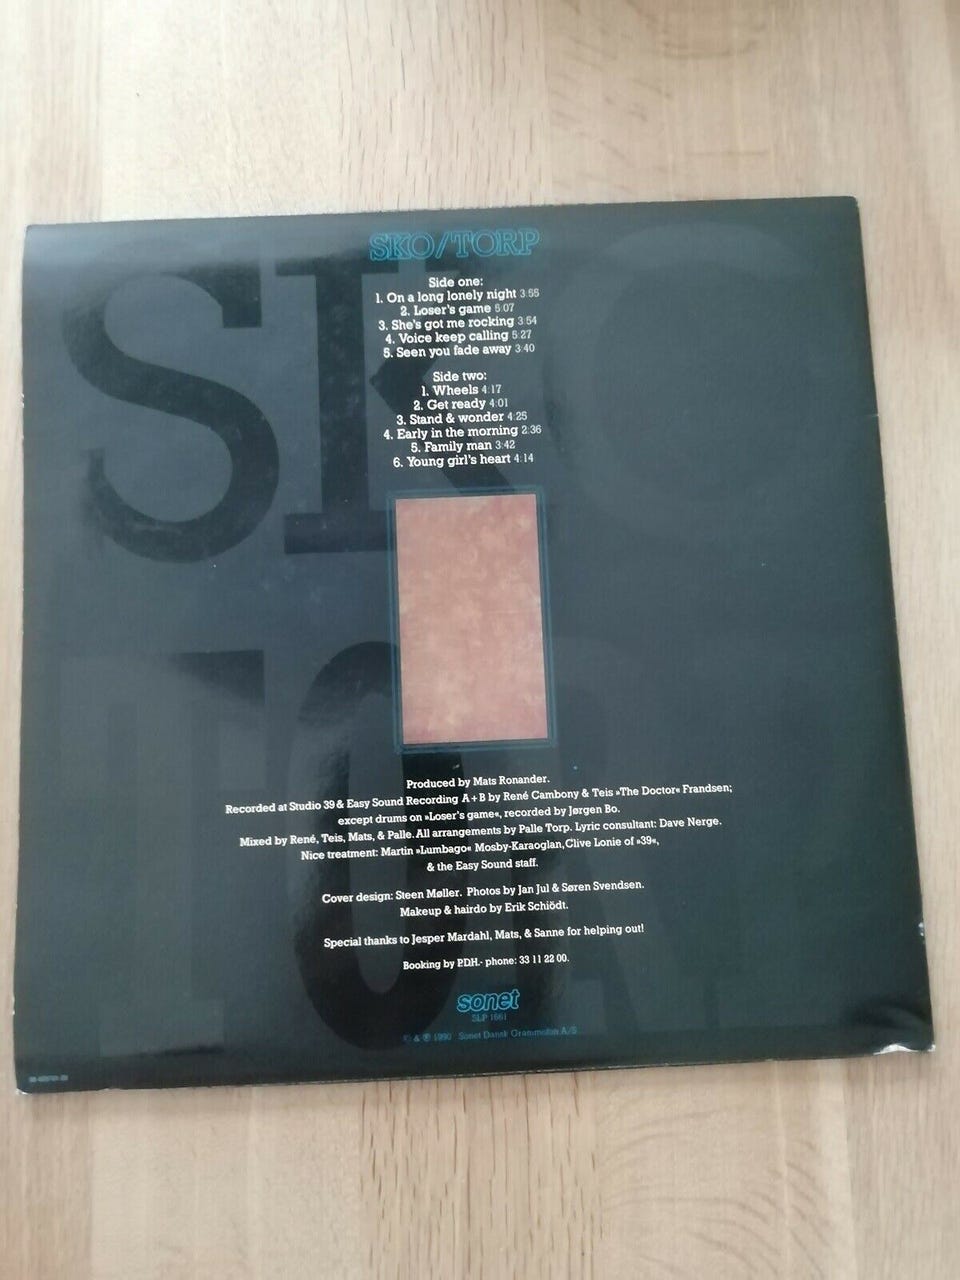 SKO/TORP
Side one:
1. On a long lonely night 3:55
2. Loser's game 5:07
3. She's got me rocking 3:54
4. Voice keep calling 5:27
5. Seen you fade away 3:40
Side two:
1. Wheels 4:17
2. Get ready 4:01
3. Stand & wonder 4:25
4. Early in the morning 2:36
5. Family man 3:42
6. Young girl's heart 4:14
SKO
TORP
Produced by Mats Ronander.
Recorded at Studio 39 & Easy Sound Recording A+B by René Cambony & Teis »The Doctor« Frandsen;
except drums on »Loser's game«, recorded by Jørgen Bo.
Mixed by René, Teis, Mats, & Palle. All arrangements by Palle Torp. Lyric consultant: Dave Nerge.
Nice treatment: Martin »Lumbago« Mosby-Karaoglan, Clive Lonie of »39«,
& the Easy Sound staff.
Cover design: Steen Møller. Photos by Jan Jul & Søren Svendsen.
Makeup & hairdo by Erik Schiödt.
Special thanks to Jesper Mardahl, Mats, & Sanne for helping out!
Booking by P.D.H.- phone: 33 11 22 00.
sonet
SLP 1661
© & ℗ 1990 Sonet Dansk Grammofon A/S